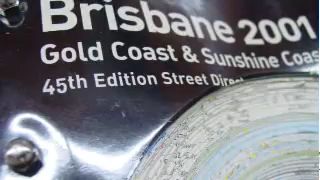 Brisbane 2001
Gold Coast & Sunshine Coas
45th Edition Street Direc